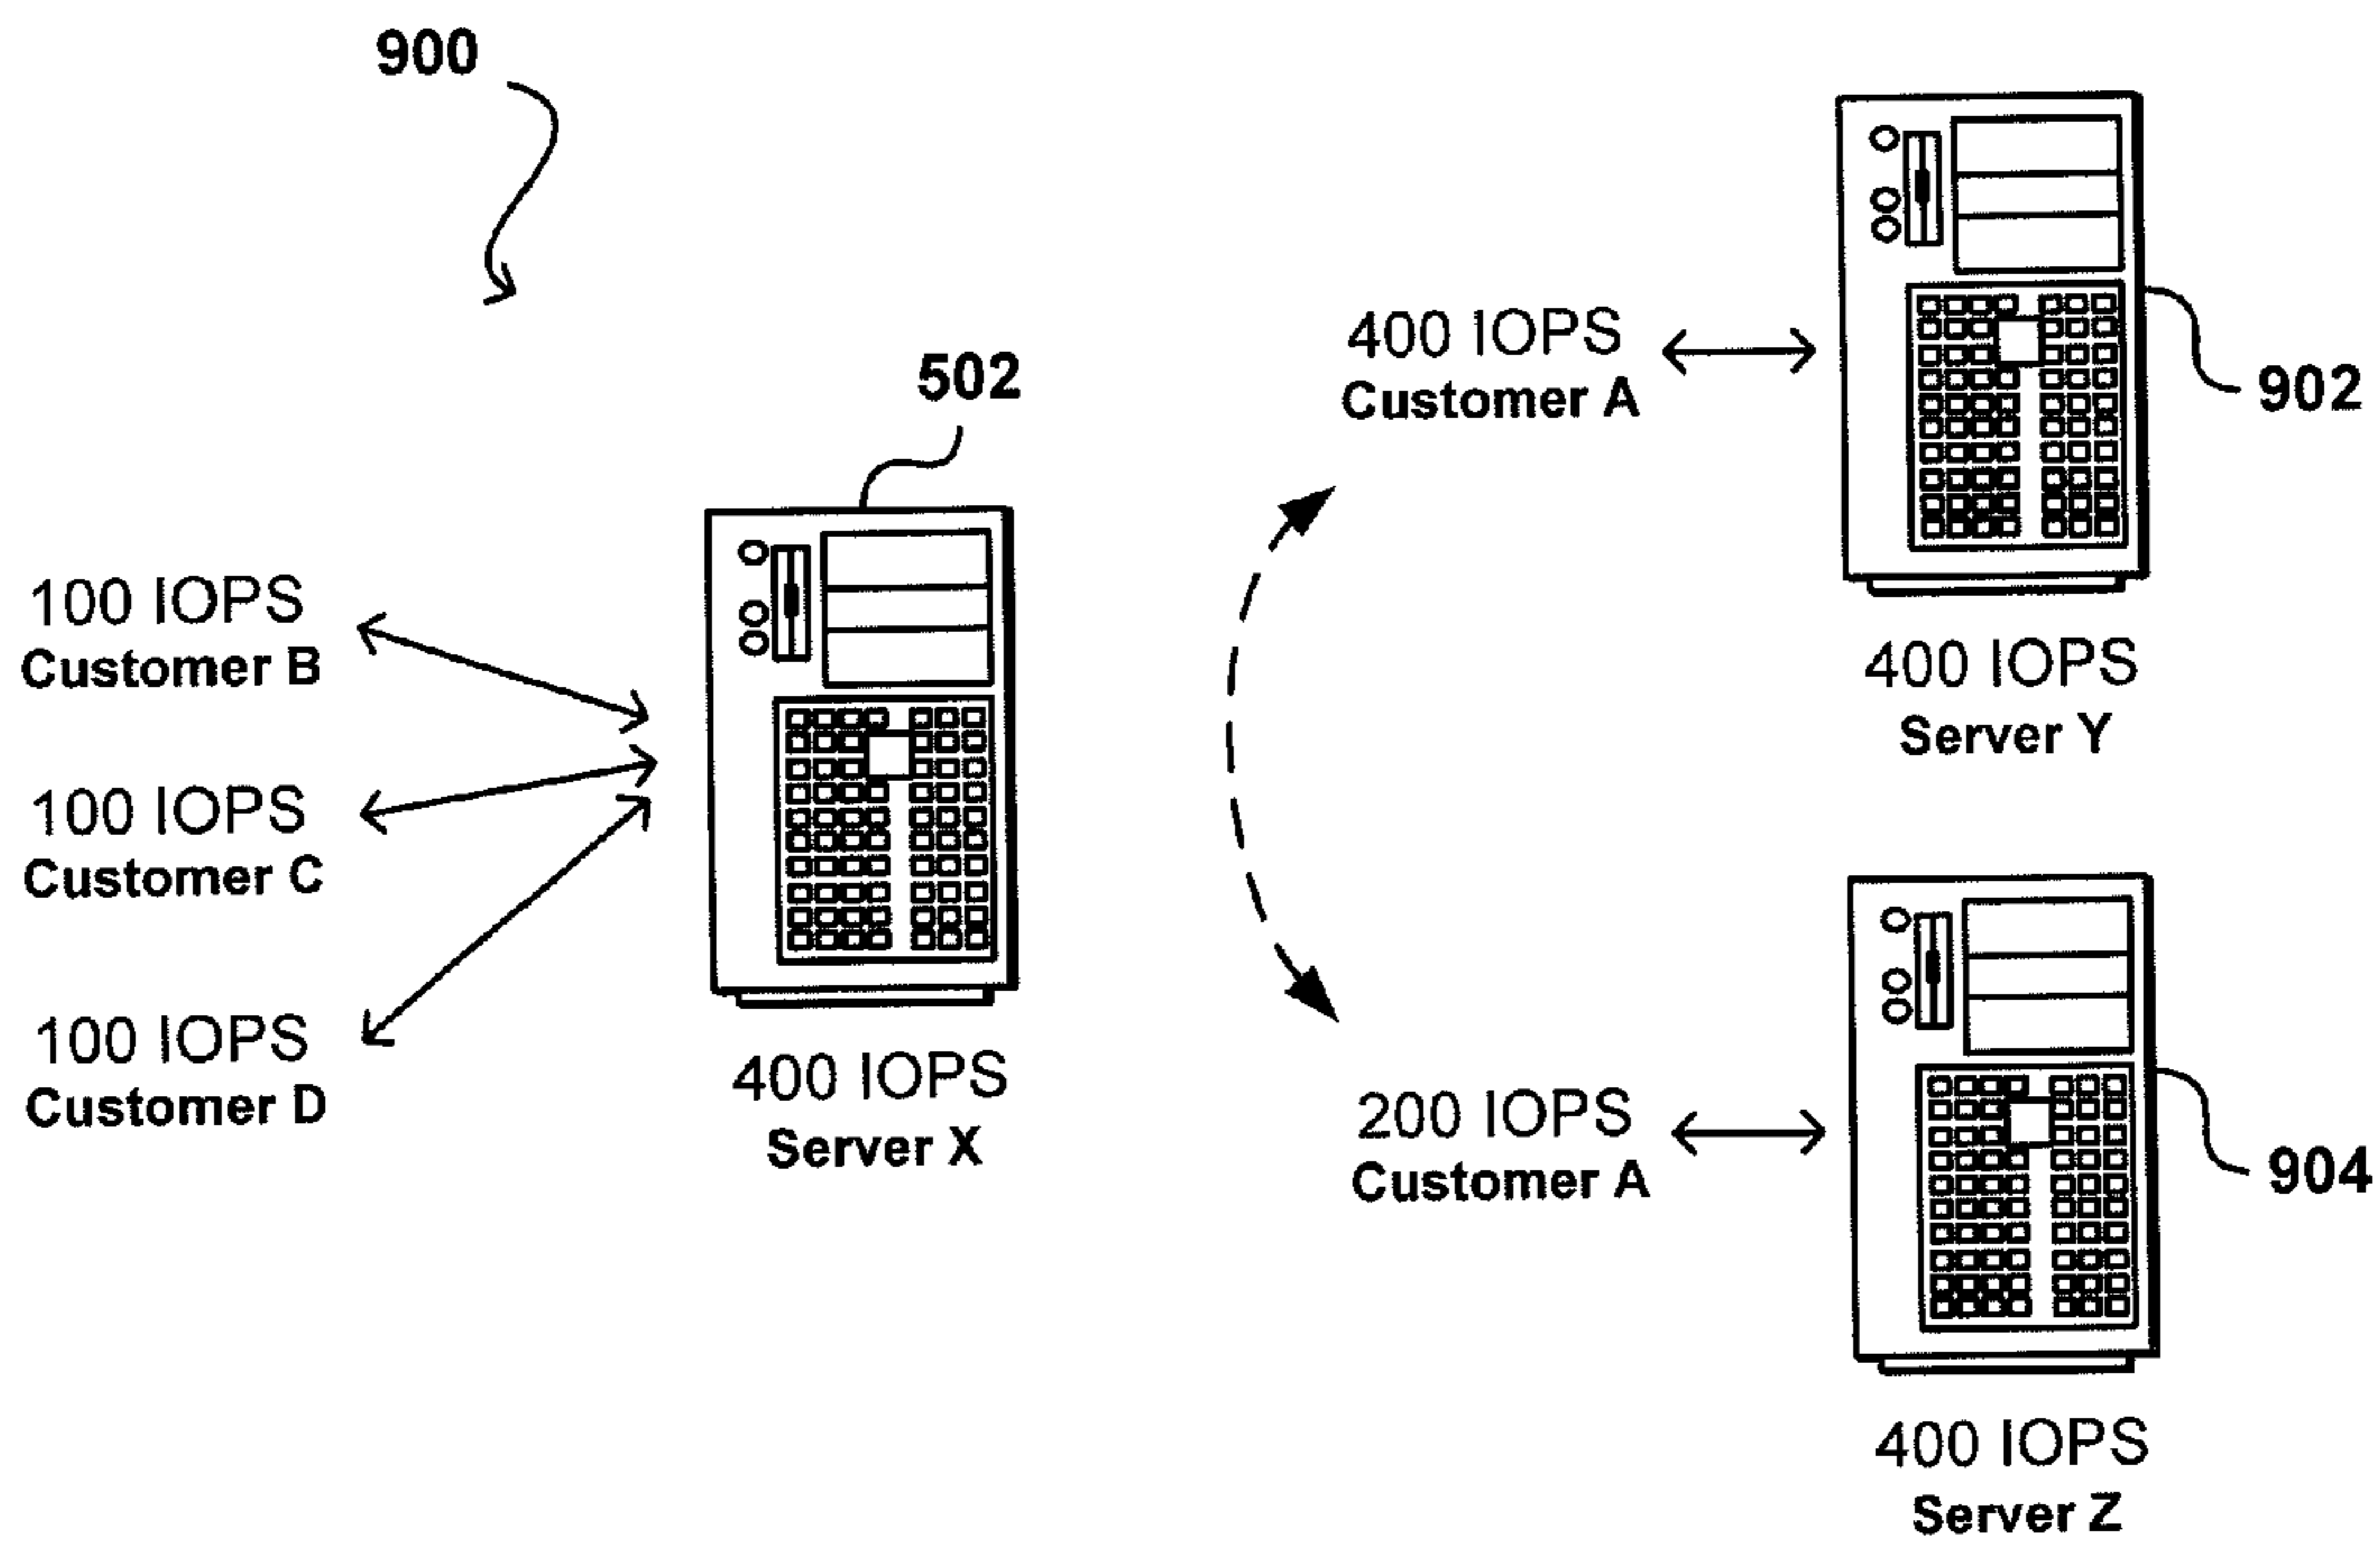 900
502
100 IOPS
Customer B
100 IOPS
Customer C
100 IOPS
Customer D
400 IOPS
Server X
400 IOPS
Customer A
902
400 IOPS
Server Y
200 IOPS
Customer A
904
400 IOPS
Server Z